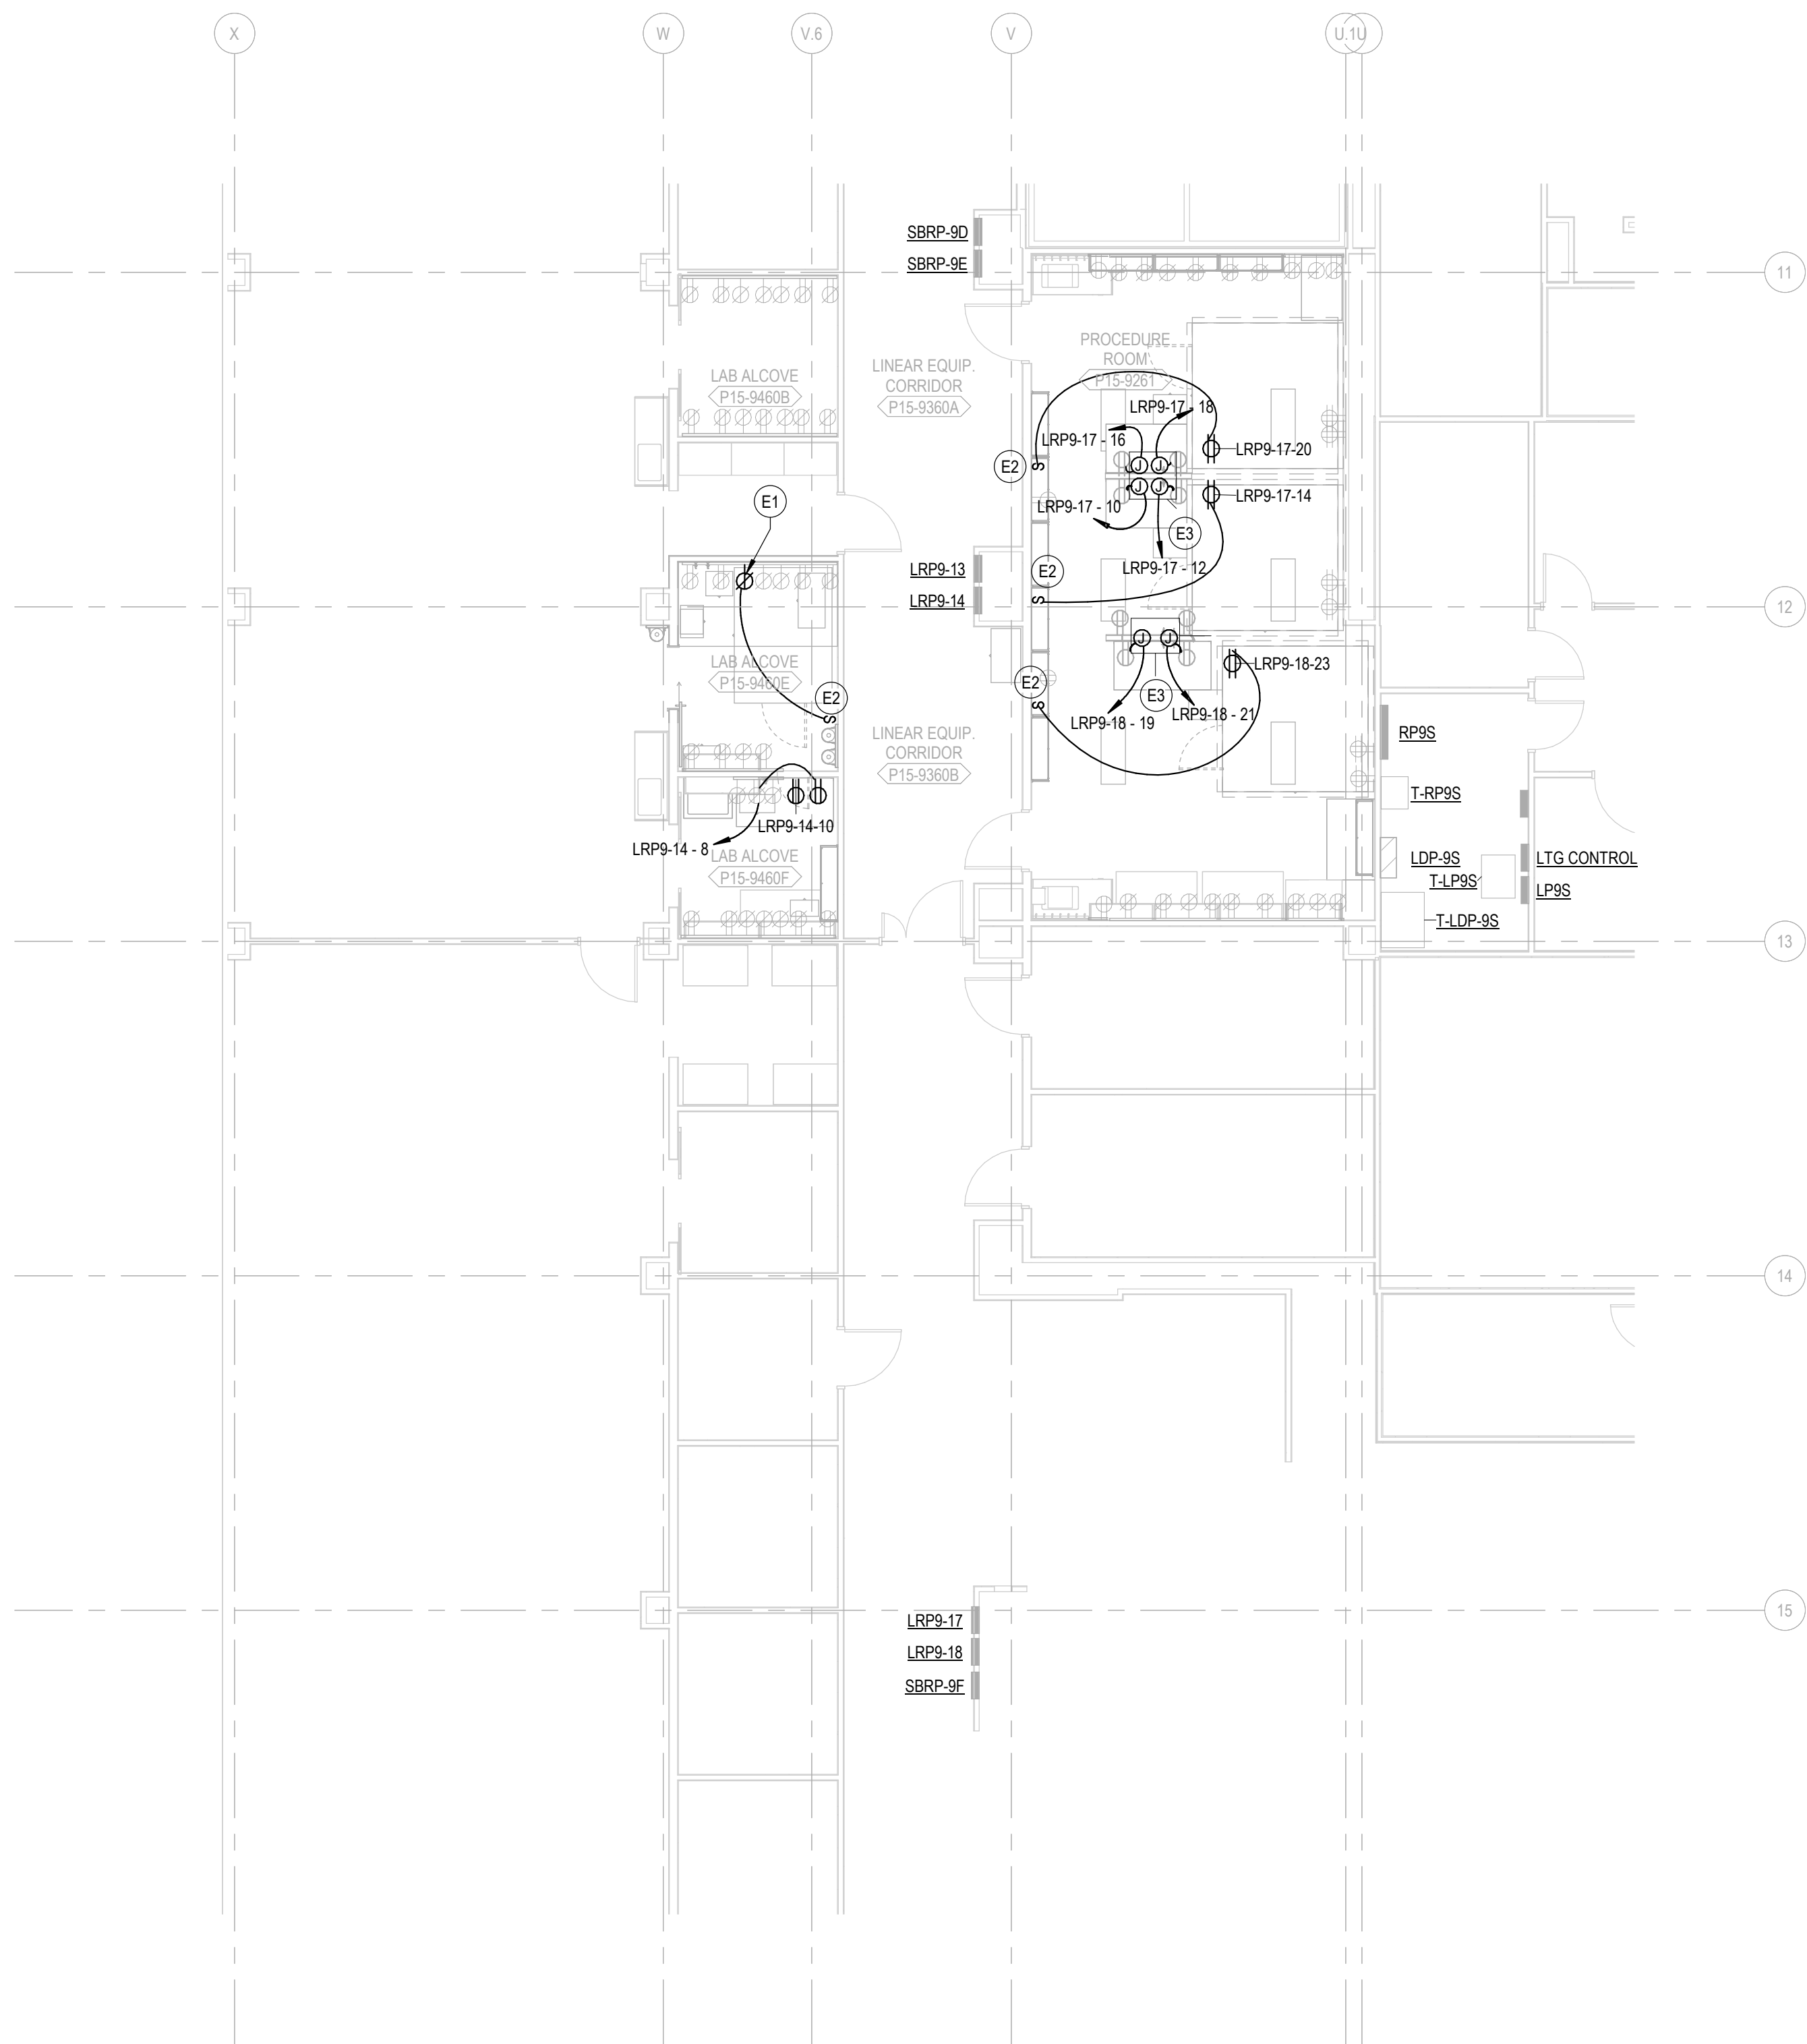 X
W
V.6
V
U.1
U
SBRP-9D
SBRP-9E
11
PROCEDURE
ROOM
P15-9261
LINEAR EQUIP.
CORRIDOR
P15-9360A
LAB ALCOVE
P15-9460B
LRP9-17 - 18
LRP9-17 - 16
LRP9-17-20
E2
S
J
J
J
J
LRP9-17-14
E1
LRP9-17 - 10
E3
LRP9-17 - 12
LRP9-13
E2
LRP9-14
S
12
J
J
LAB ALCOVE
P15-9460E
LRP9-18-23
E2
E2
E3
S
S
LRP9-18 - 19
LRP9-18 - 21
LINEAR EQUIP.
CORRIDOR
P15-9360B
RP9S
T-RP9S
LRP9-14-10
LRP9-14 - 8
LAB ALCOVE
P15-9460F
LDP-9S
LTG CONTROL
T-LP9S
LP9S
T-LDP-9S
13
14
15
LRP9-17
LRP9-18
SBRP-9F